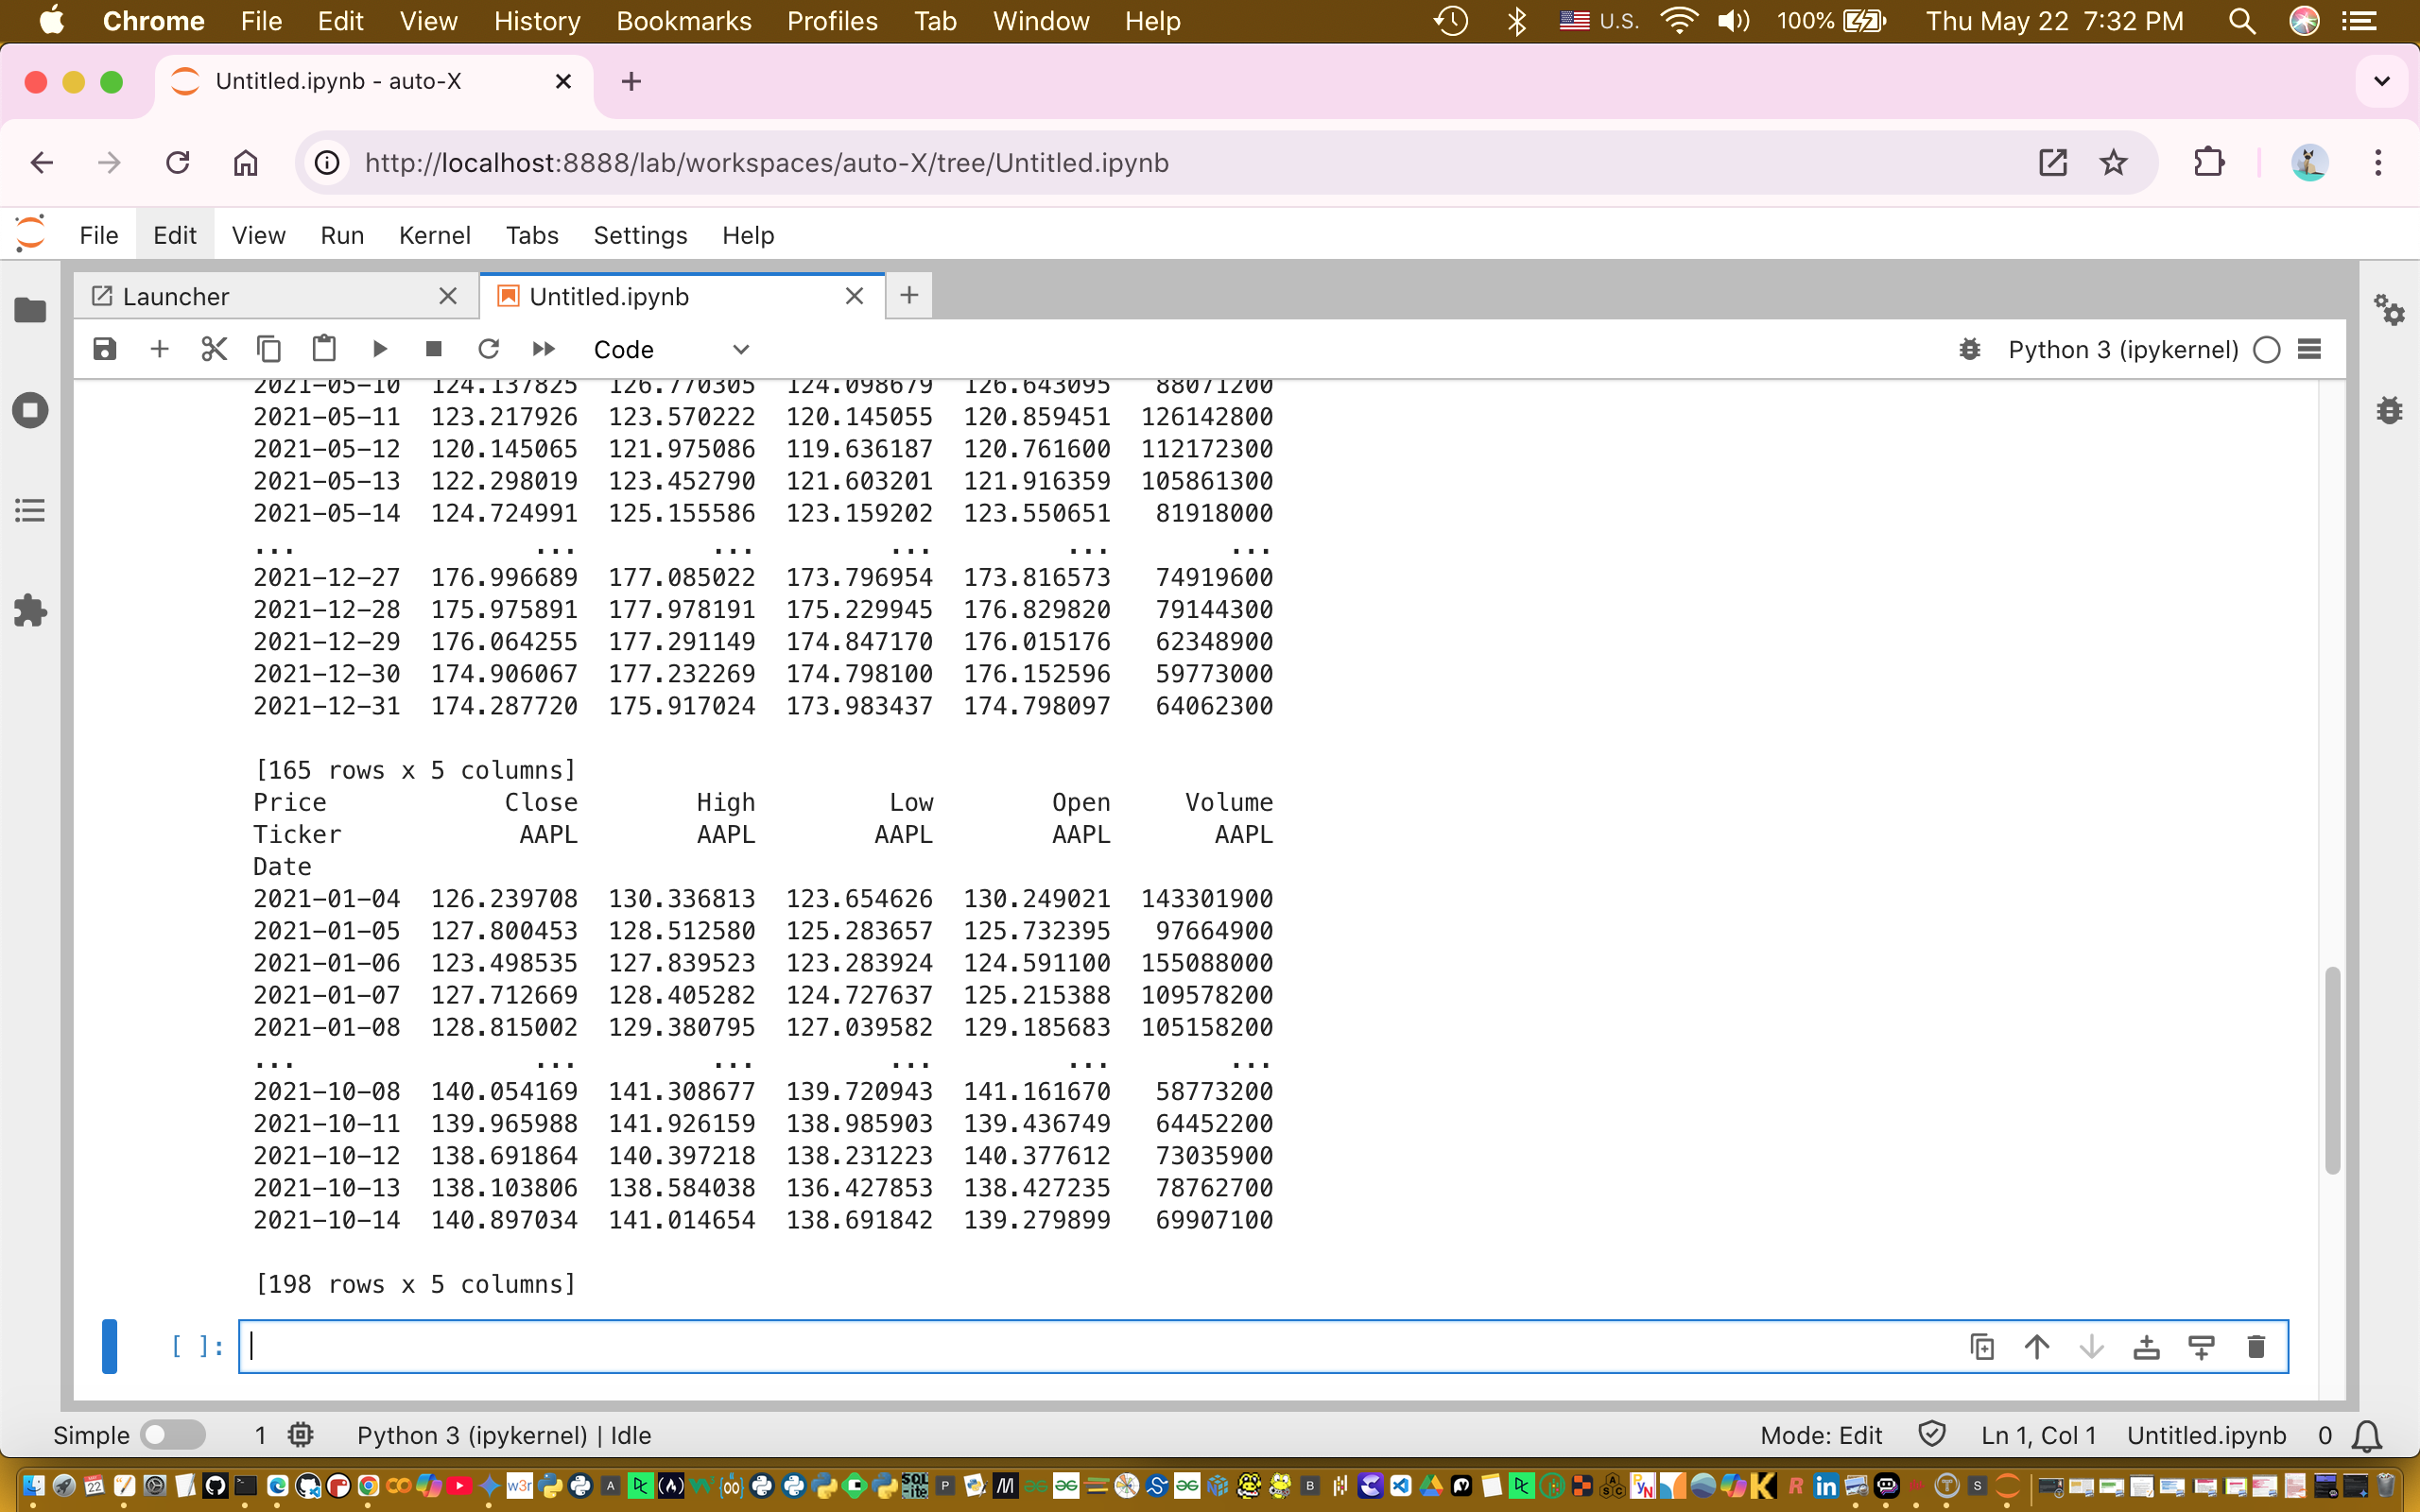 Chrome File Edit View History Bookmarks Profiles Tab Window Help U.S. 100% Thu May 22 7:32 PM
Untitled.ipynb - auto-X
http://localhost:8888/lab/workspaces/auto-X/tree/Untitled.ipynb
File Edit View Run Kernel Tabs Settings Help
Launcher Untitled.ipynb
Code Python 3 (ipykernel)
2021-05-10 124.137825 126.770305 124.098679 126.643095 88071200
2021-05-11 123.217926 123.570222 120.145055 120.859451 126142800
2021-05-12 120.145065 121.975086 119.636187 120.761600 112172300
2021-05-13 122.298019 123.452790 121.603201 121.916359 105861300
2021-05-14 124.724991 125.155586 123.159202 123.550651 81918000
... ... ... ... ... ...
2021-12-27 176.996689 177.085022 173.796954 173.816573 74919600
2021-12-28 175.975891 177.978191 175.229945 176.829820 79144300
2021-12-29 176.064255 177.291149 174.847170 176.015176 62348900
2021-12-30 174.906067 177.232269 174.798100 176.152596 59773000
2021-12-31 174.287720 175.917024 173.983437 174.798097 64062300
[165 rows x 5 columns]
Price Close High Low Open Volume
Ticker AAPL AAPL AAPL AAPL AAPL
Date
2021-01-04 126.239708 130.336813 123.654626 130.249021 143301900
2021-01-05 127.800453 128.512580 125.283657 125.732395 97664900
2021-01-06 123.498535 127.839523 123.283924 124.591100 155088000
2021-01-07 127.712669 128.405282 124.727637 125.215388 109578200
2021-01-08 128.815002 129.380795 127.039582 129.185683 105158200
... ... ... ... ... ...
2021-10-08 140.054169 141.308677 139.720943 141.161670 58773200
2021-10-11 139.965988 141.926159 138.985903 139.436749 64452200
2021-10-12 138.691864 140.397218 138.231223 140.377612 73035900
2021-10-13 138.103806 138.584038 136.427853 138.427235 78762700
2021-10-14 140.897034 141.014654 138.691842 139.279899 69907100
[198 rows x 5 columns]
[ ]:
Simple 1 Python 3 (ipykernel) | Idle Mode: Edit Ln 1, Col 1 Untitled.ipynb 0